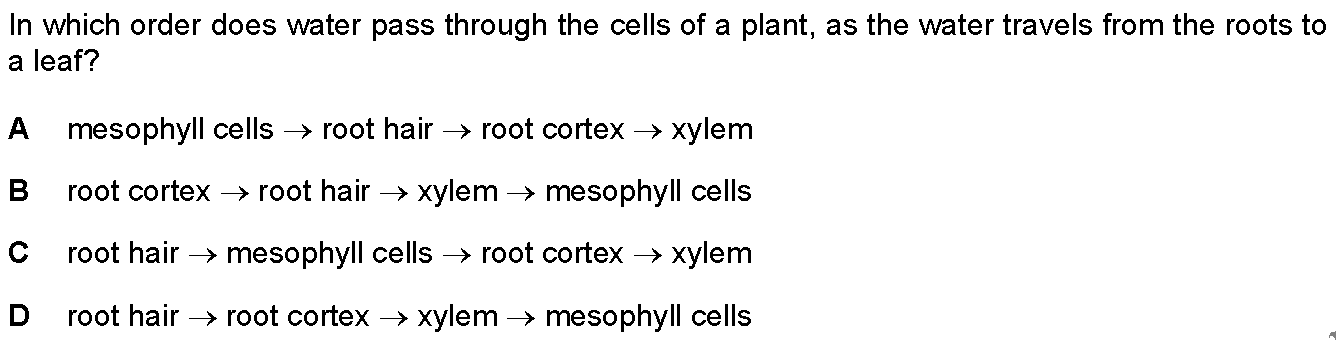 In which order does water pass through the cells of a plant, as the water travels from the roots to
a leaf?
A mesophyll cells → root hair → root cortex → xylem
B root cortex → root hair → xylem → mesophyll cells
C root hair → mesophyll cells → root cortex → xylem
D root hair → root cortex → xylem → mesophyll cells